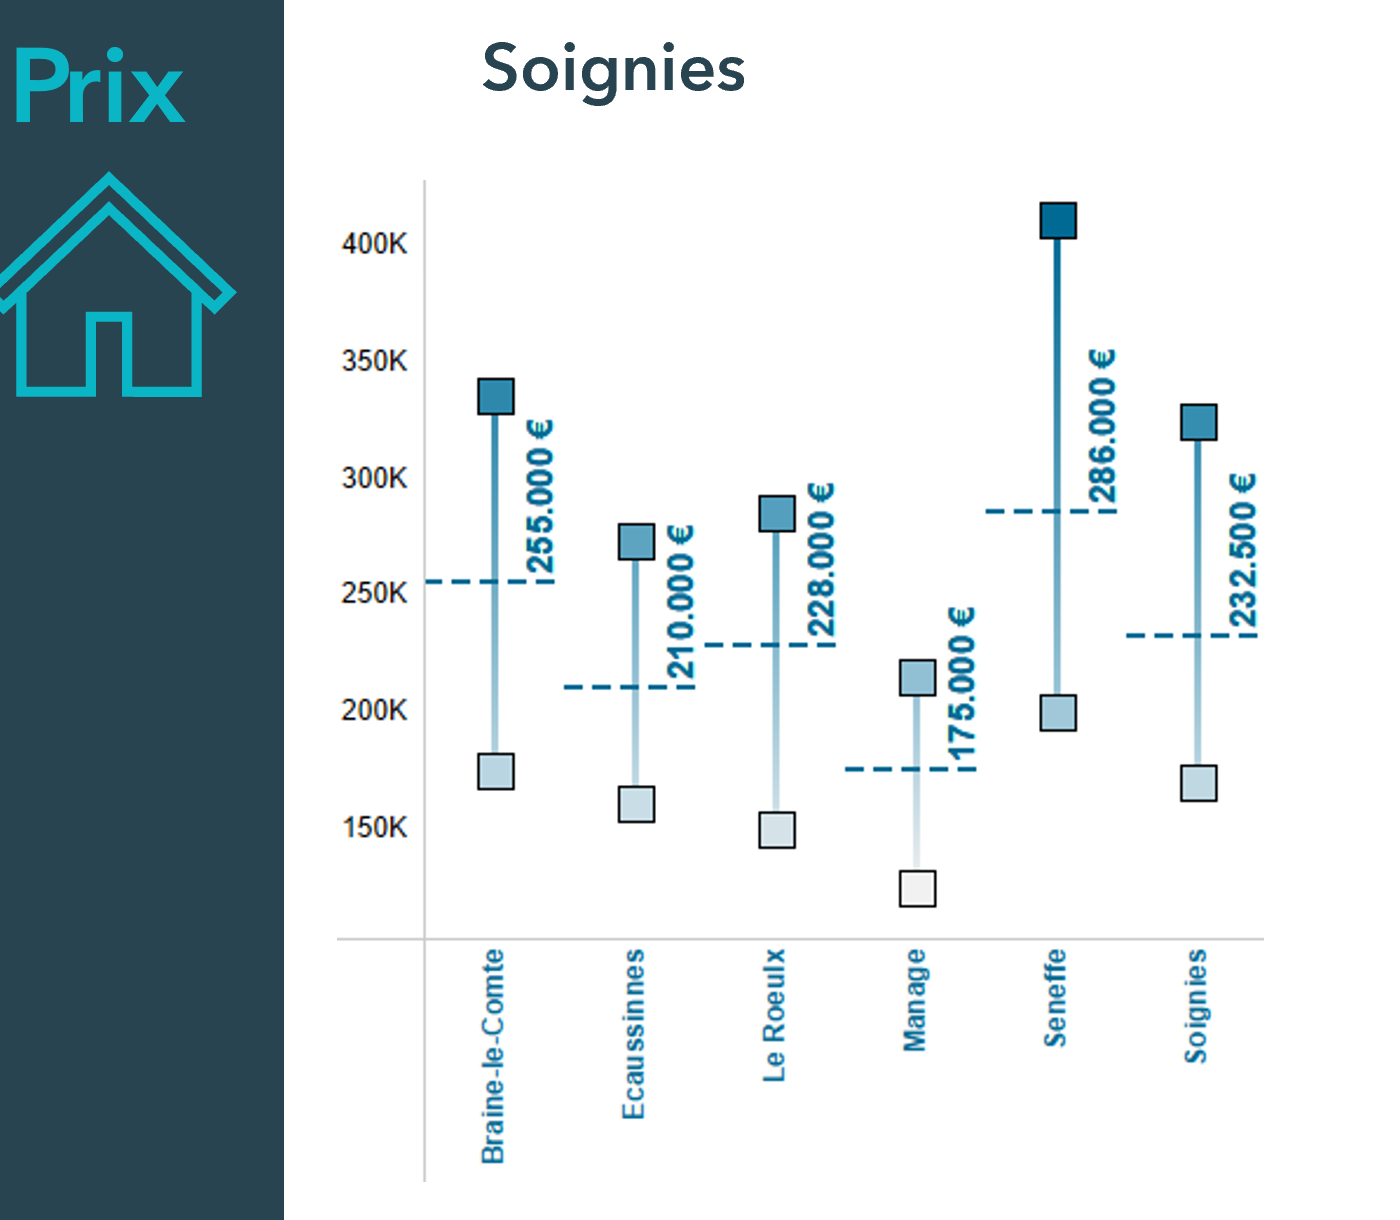 Prix
Soignies
400K
350K
300K
250K
200K
150K
255.000 €
210.000 €
228.000 €
175.000 €
286.000 €
232.500 €
Braine-le-Comte
Ecaussinnes
Le Roeulx
Manage
Seneffe
Soignies